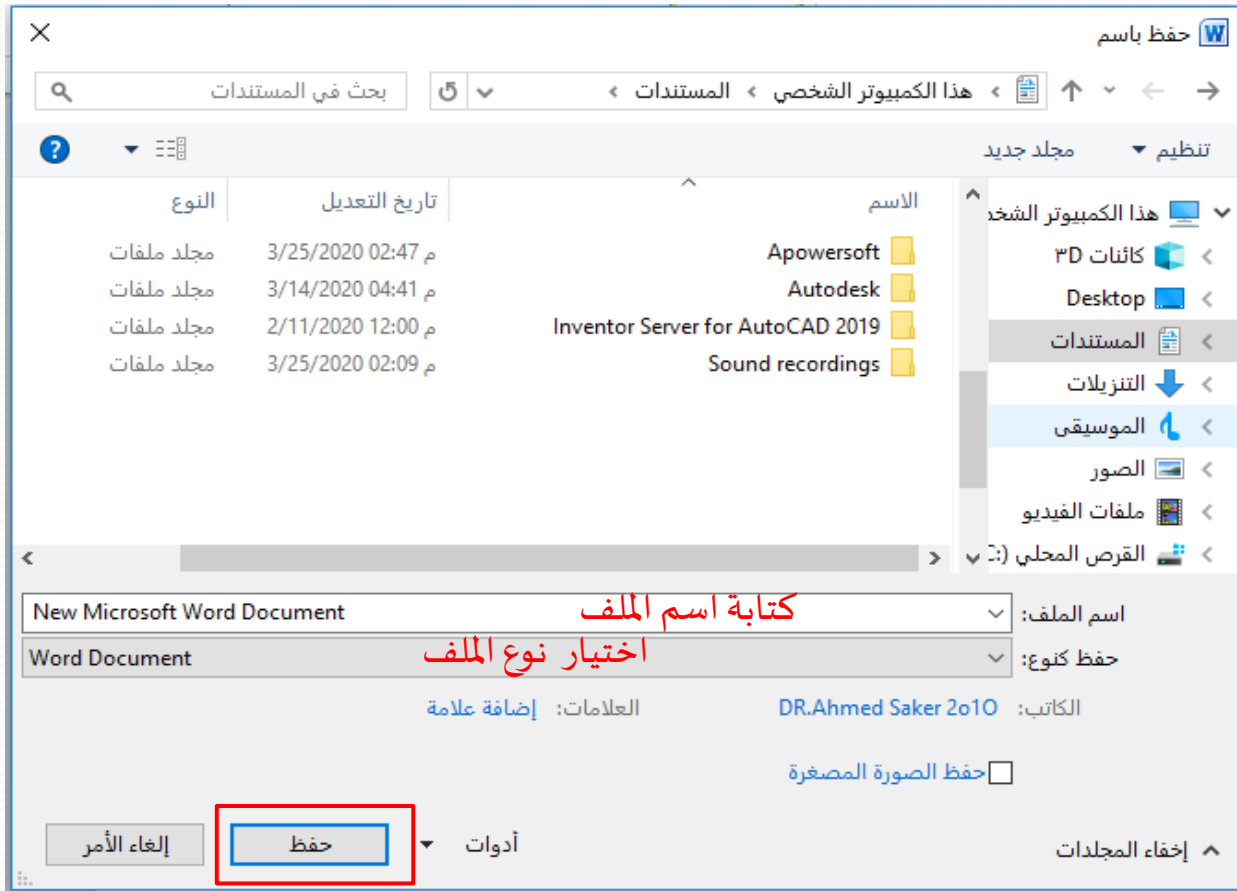 حفظ باسم
هذا الكمبيوتر الشخصي › المستندات ›
بحث في المستندات
تنظيم
مجلد جديد
هذا الكمبيوتر الشخص
كائنات ٣D
Desktop
المستندات
التنزيلات
الموسيقى
الصور
ملفات الفيديو
القرص المحلي (:C
الاسم تاريخ التعديل النوع
Apowersoft 3/25/2020 02:47 م مجلد ملفات
Autodesk 3/14/2020 04:41 م مجلد ملفات
Inventor Server for AutoCAD 2019 2/11/2020 12:00 م مجلد ملفات
Sound recordings 3/25/2020 02:09 م مجلد ملفات
اسم الملف: New Microsoft Word Document كتابة اسم الملف
حفظ كنوع: Word Document اختيار نوع الملف
الكاتب: DR.Ahmed Saker 2o1O العلامات: إضافة علامة
حفظ الصورة المصغرة
إخفاء المجلدات أدوات حفظ إلغاء الأمر